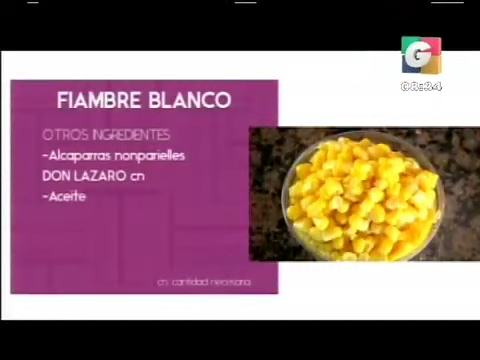 G
08:34
FIAMBRE BLANCO
OTROS INGREDIENTES
-Alcaparras nonparielles
DON LAZARO cn
-Aceite
cn: cantidad necesaria